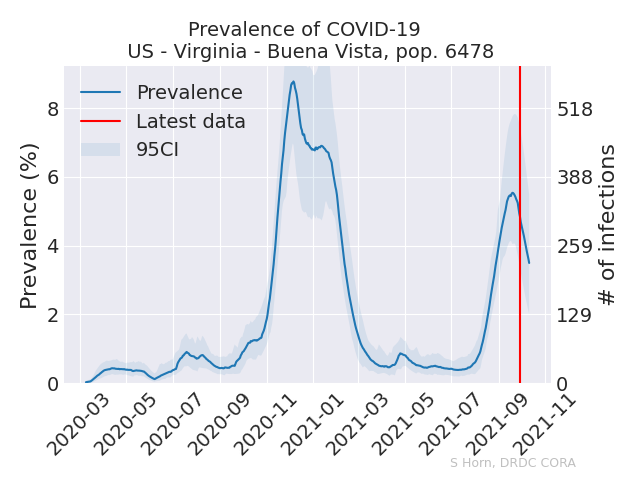 Prevalence of COVID-19
US - Virginia - Buena Vista, pop. 6478
Prevalence
Latest data
95CI
Prevalence (%)
8
6
4
2
0
518
388
259
129
0
# of infections
2020-03
2020-05
2020-07
2020-09
2020-11
2021-01
2021-03
2021-05
2021-07
2021-09
2021-11
S Horn, DRDC CORA